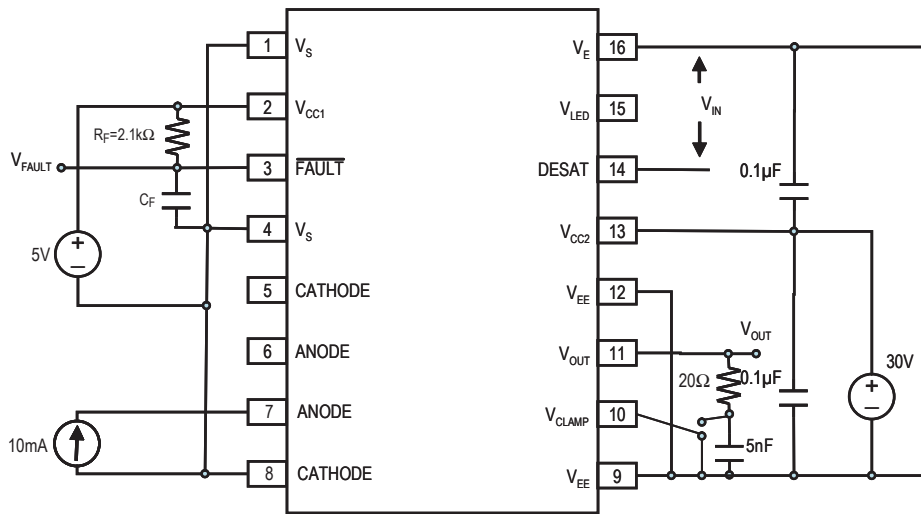 1 V_S
2 V_CC1
3 F̅A̅U̅L̅T̅
4 V_S
5 CATHODE
6 ANODE
7 ANODE
8 CATHODE
R_F=2.1kΩ
V_FAULT
C_F
5V
+
–
10mA
V_E 16
V_LED 15
DESAT 14
V_CC2 13
V_EE 12
V_OUT 11
V_CLAMP 10
V_EE 9
V_IN
0.1µF
V_OUT
20Ω
0.1µF
5nF
30V
+
–